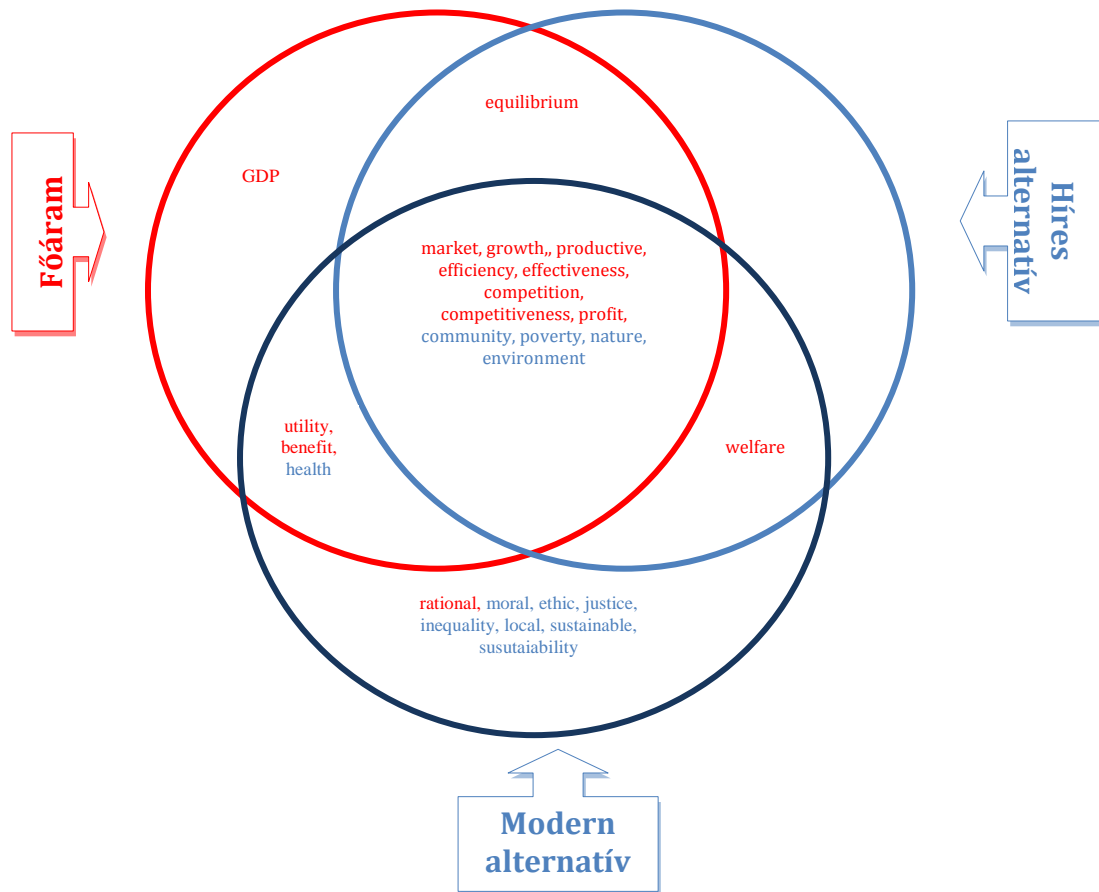 equilibrium
GDP
Főáram
Híres
alternatív
market, growth,, productive,
efficiency, effectiveness,
competition,
competitiveness, profit,
community, poverty, nature,
environment
utility,
benefit,
health
welfare
rational, moral, ethic, justice,
inequality, local, sustainable,
susutaiability
Modern
alternatív